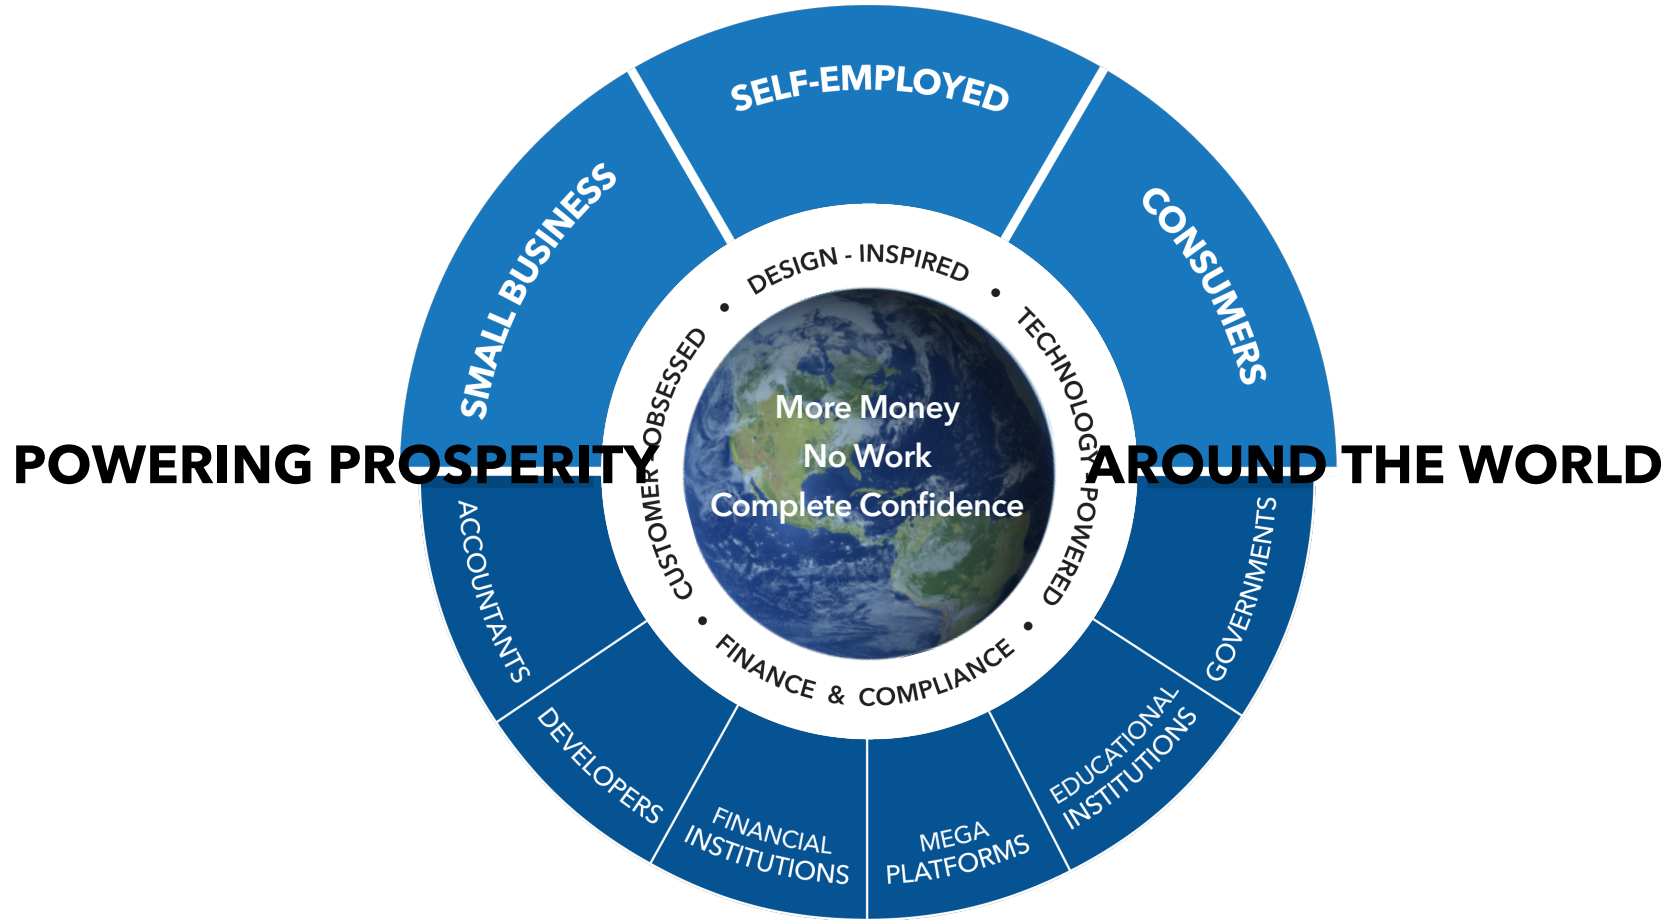 SELF-EMPLOYED
SMALL BUSINESS
CONSUMERS
DESIGN - INSPIRED
TECHNOLOGY-POWERED
CUSTOMER OBSESSED
FINANCE & COMPLIANCE
More Money
No Work
Complete Confidence
POWERING PROSPERITY
AROUND THE WORLD
ACCOUNTANTS
DEVELOPERS
FINANCIAL
INSTITUTIONS
MEGA
PLATFORMS
EDUCATIONAL
INSTITUTIONS
GOVERNMENTS